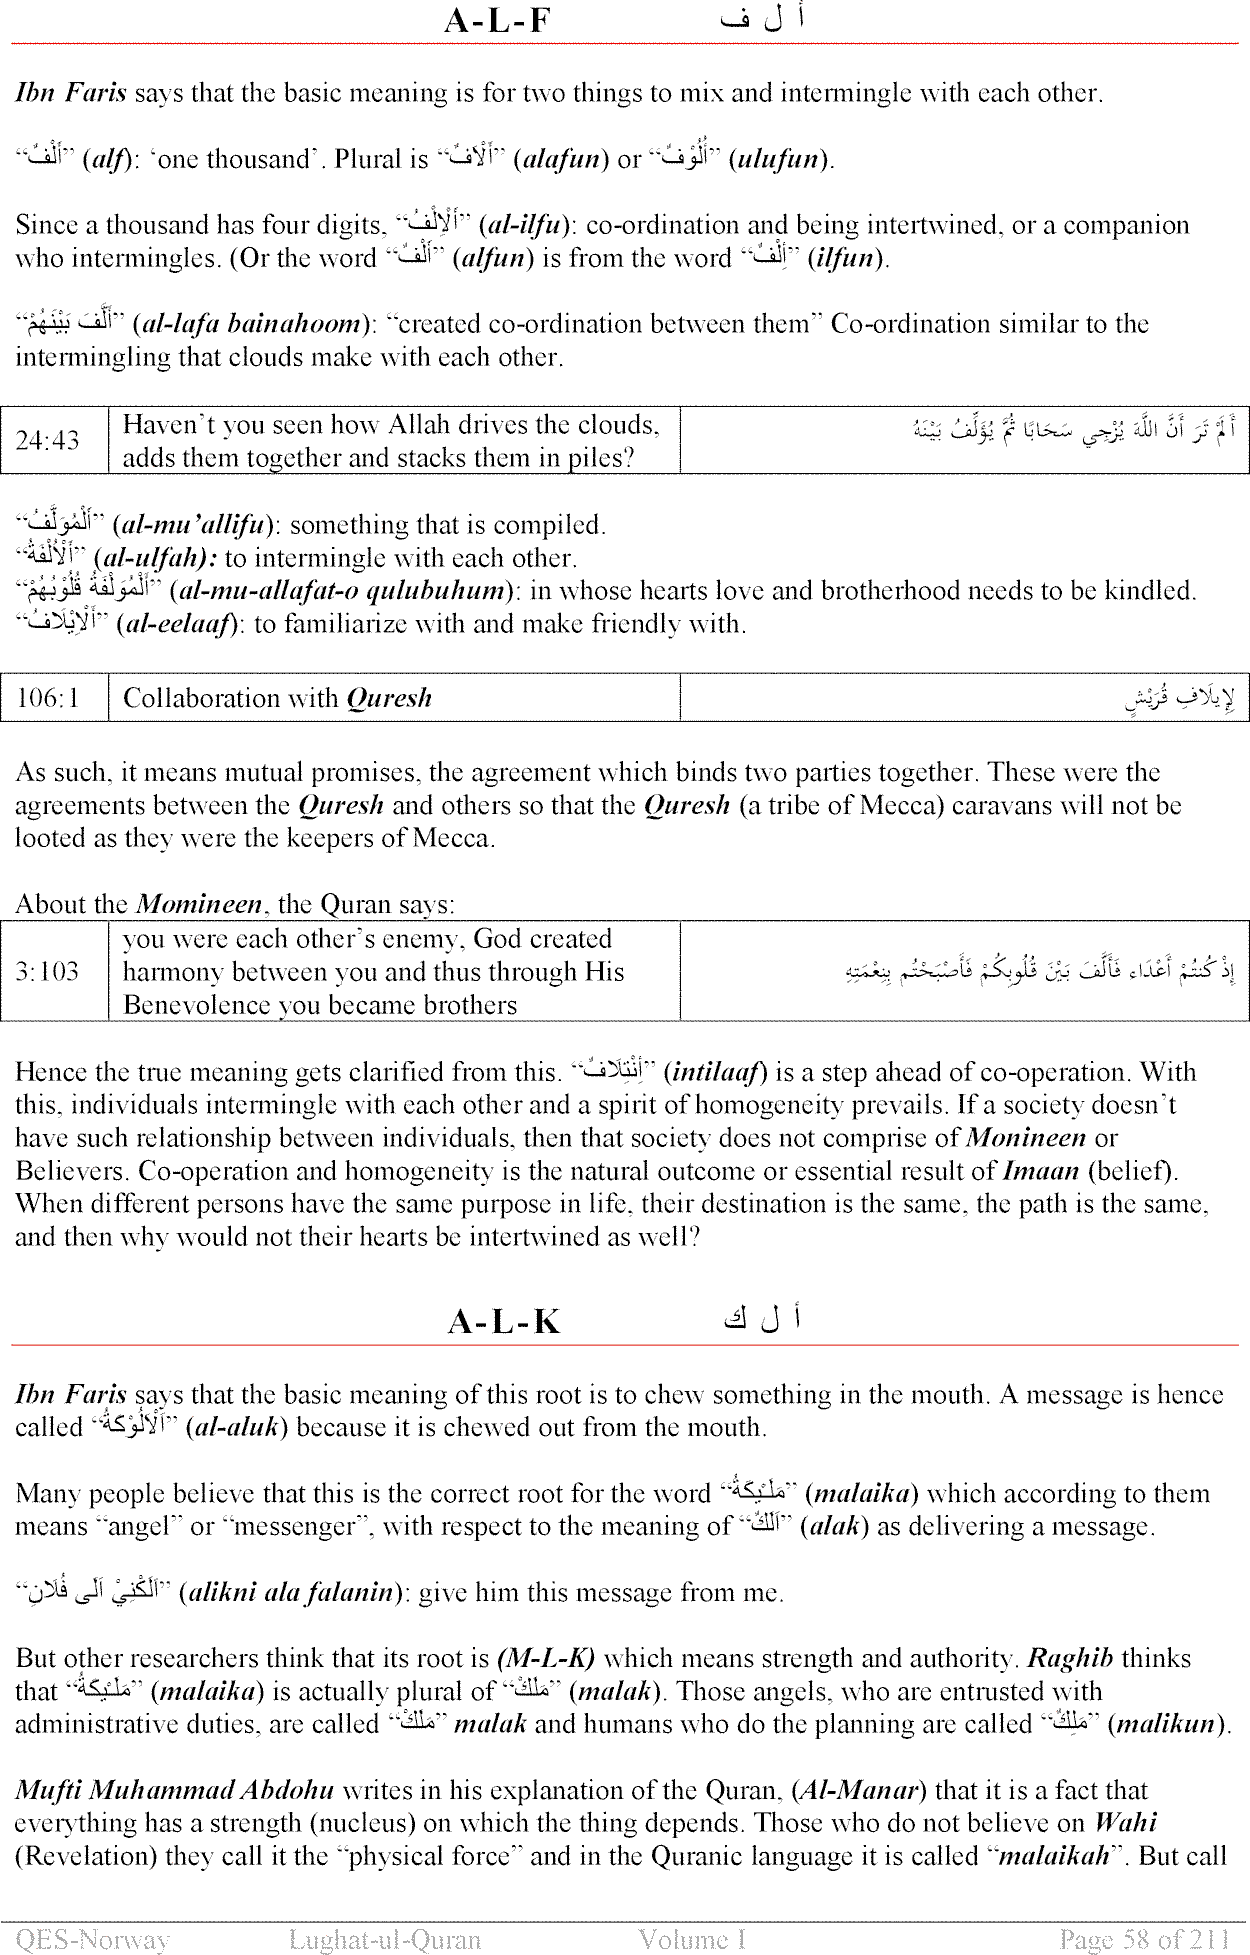 A-L-F أ ل ف
Ibn Faris says that the basic meaning is for two things to mix and intermingle with each other.
“اَلْفٌ” (alf): ‘one thousand’. Plural is “اَلْاَفٌ” (alafun) or “اُلُوْفٌ” (ulufun).
Since a thousand has four digits, “اَلْاِلْفُ” (al-ilfu): co-ordination and being intertwined, or a companion
who intermingles. (Or the word “اَلْفٌ” (alfun) is from the word “اِلْفٌ” (ilfun).
“اَلَّفَ بَيْنَهُمْ” (al-lafa bainahoom): “created co-ordination between them” Co-ordination similar to the
intermingling that clouds make with each other.
24:43 Haven’t you seen how Allah drives the clouds, adds them together and stacks them in piles? أَلَمْ تَرَ أَنَّ اللَّهَ يُزْجِي سَحَابًا ثُمَّ يُؤَلِّفُ بَيْنَهُ
“اَلْمُوَلَّفُ” (al-mu’allifu): something that is compiled.
“اَلْاُلْفَةُ” (al-ulfah): to intermingle with each other.
“اَلْمُوَلْفَةُ قُلُوْبُهُمْ” (al-mu-allafat-o qulubuhum): in whose hearts love and brotherhood needs to be kindled.
“اَلْاِيْلَافُ” (al-eelaaf): to familiarize with and make friendly with.
106:1 Collaboration with Quresh لِإِيلَافِ قُرَيْشٍ
As such, it means mutual promises, the agreement which binds two parties together. These were the
agreements between the Quresh and others so that the Quresh (a tribe of Mecca) caravans will not be
looted as they were the keepers of Mecca.
About the Momineen, the Quran says:
3:103 you were each other’s enemy, God created harmony between you and thus through His Benevolence you became brothers إِذْ كُنتُمْ أَعْدَاء فَأَلَّفَ بَيْنَ قُلُوبِكُمْ فَأَصْبَحْتُم بِنِعْمَتِهِ
Hence the true meaning gets clarified from this. “اِئْتِلَافٌ” (intilaaf) is a step ahead of co-operation. With
this, individuals intermingle with each other and a spirit of homogeneity prevails. If a society doesn’t
have such relationship between individuals, then that society does not comprise of Monineen or
Believers. Co-operation and homogeneity is the natural outcome or essential result of Imaan (belief).
When different persons have the same purpose in life, their destination is the same, the path is the same,
and then why would not their hearts be intertwined as well?
A-L-K أ ل ك
Ibn Faris says that the basic meaning of this root is to chew something in the mouth. A message is hence
called “اَلْاَلُوْكَةُ” (al-aluk) because it is chewed out from the mouth.
Many people believe that this is the correct root for the word “مَلَـئِكَةُ” (malaika) which according to them
means “angel” or “messenger”, with respect to the meaning of “اَلَكٌ” (alak) as delivering a message.
“اَلَكْنِيْ اَلَى فُلَانِ” (alikni ala falanin): give him this message from me.
But other researchers think that its root is (M-L-K) which means strength and authority. Raghib thinks
that “مَلَـئِكَةُ” (malaika) is actually plural of “مَلَكٌ” (malak). Those angels, who are entrusted with
administrative duties, are called “مَلَكٌ” malak and humans who do the planning are called “مَلِكٌ” (malikun).
Mufti Muhammad Abdohu writes in his explanation of the Quran, (Al-Manar) that it is a fact that
everything has a strength (nucleus) on which the thing depends. Those who do not believe on Wahi
(Revelation) they call it the “physical force” and in the Quranic language it is called “malaikah”. But call
QES-Norway Lughat-ul-Quran Volume I Page 58 of 211